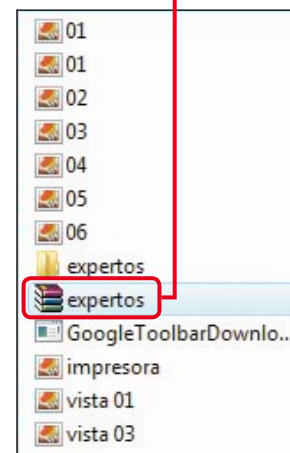 01
01
02
03
04
05
06
expertos
expertos
GoogleToolbarDownlo...
impresora
vista 01
vista 03